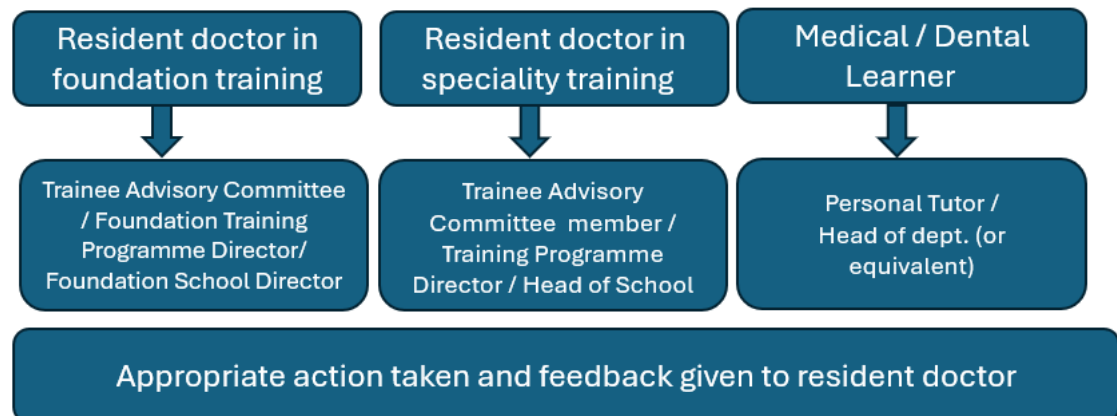 Resident doctor in
foundation training
Resident doctor in
speciality training
Medical / Dental
Learner
Trainee Advisory Committee
/ Foundation Training
Programme Director/
Foundation School Director
Trainee Advisory
Committee member /
Training Programme
Director / Head of School
Personal Tutor /
Head of dept. (or
equivalent)
Appropriate action taken and feedback given to resident doctor